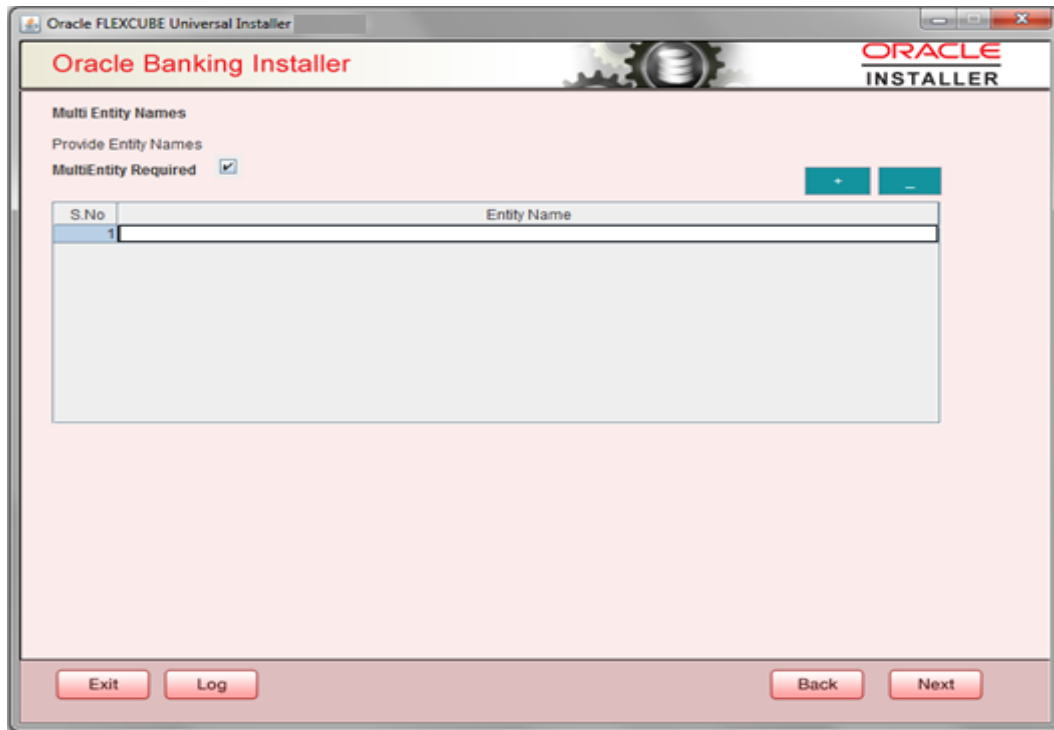 Oracle FLEXCUBE Universal Installer
Oracle Banking Installer
ORACLE
INSTALLER
Multi Entity Names
Provide Entity Names
MultiEntity Required
+ _
S.No Entity Name
1
Exit Log Back Next